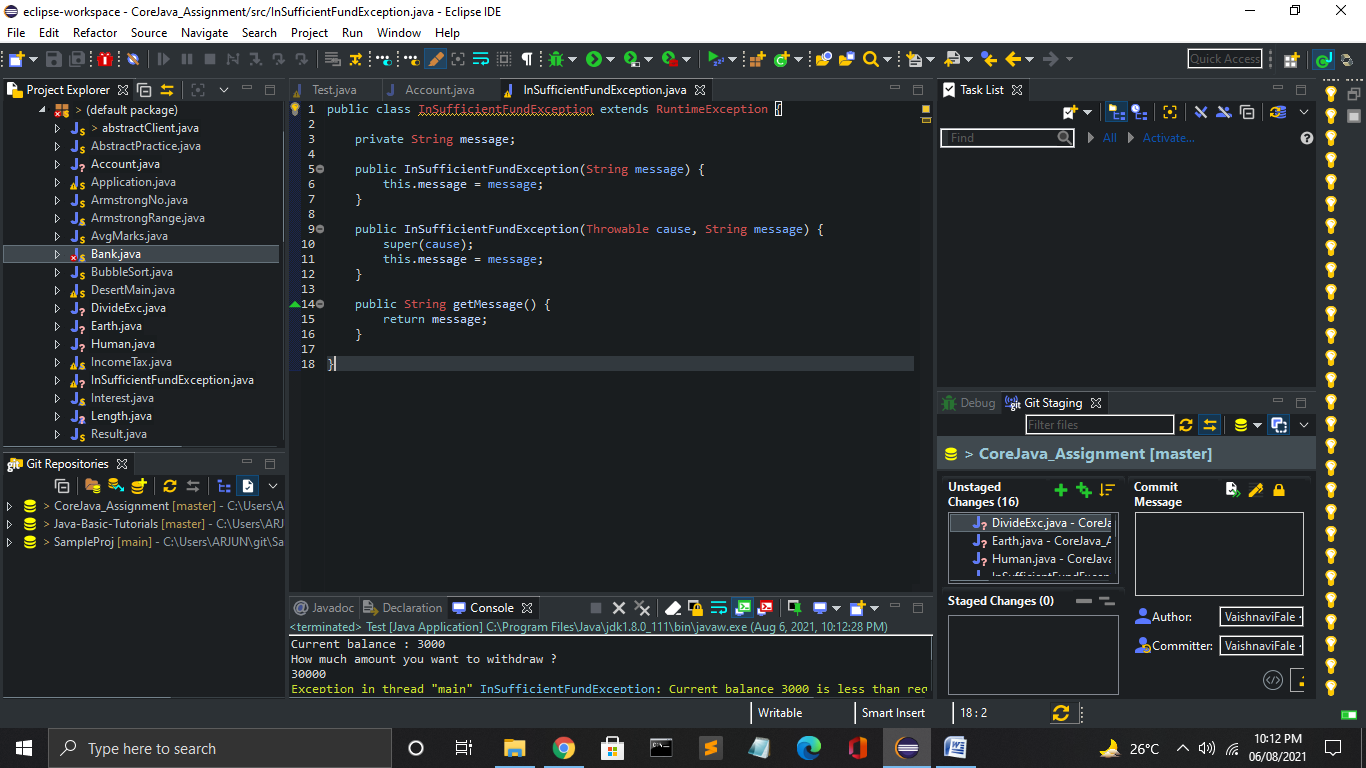 eclipse-workspace - CoreJava_Assignment/src/InSufficientFundException.java - Eclipse IDE
File Edit Refactor Source Navigate Search Project Run Window Help
Quick Access
Project Explorer
> (default package)
> abstractClient.java
AbstractPractice.java
Account.java
Application.java
ArmstrongNo.java
ArmstrongRange.java
AvgMarks.java
Bank.java
BubbleSort.java
DesertMain.java
DivideExc.java
Earth.java
Human.java
IncomeTax.java
InSufficientFundException.java
Interest.java
Length.java
Result.java
Git Repositories
> CoreJava_Assignment [master] - C:\Users\A
> Java-Basic-Tutorials [master] - C:\Users\ARJ
> SampleProj [main] - C:\Users\ARJUN\git\Sa
Test.java Account.java InSufficientFundException.java
1 public class InSufficientFundException extends RuntimeException {
2
3 private String message;
4
5 public InSufficientFundException(String message) {
6 this.message = message;
7 }
8
9 public InSufficientFundException(Throwable cause, String message) {
10 super(cause);
11 this.message = message;
12 }
13
14 public String getMessage() {
15 return message;
16 }
17
18 }
Javadoc Declaration Console
<terminated> Test [Java Application] C:\Program Files\Java\jdk1.8.0_111\bin\javaw.exe (Aug 6, 2021, 10:12:28 PM)
Current balance : 3000
How much amount you want to withdraw ?
30000
Exception in thread "main" InSufficientFundException: Current balance 3000 is less than req
Task List
Find All Activate...
Debug Git Staging
Filter files
> CoreJava_Assignment [master]
Unstaged Changes (16)
DivideExc.java - CoreJa
Earth.java - CoreJava_A
Human.java - CoreJava
Staged Changes (0)
Commit Message
Author: VaishnaviFale
Committer: VaishnaviFale
Writable Smart Insert 18 : 2
Type here to search
26°C
10:12 PM
06/08/2021